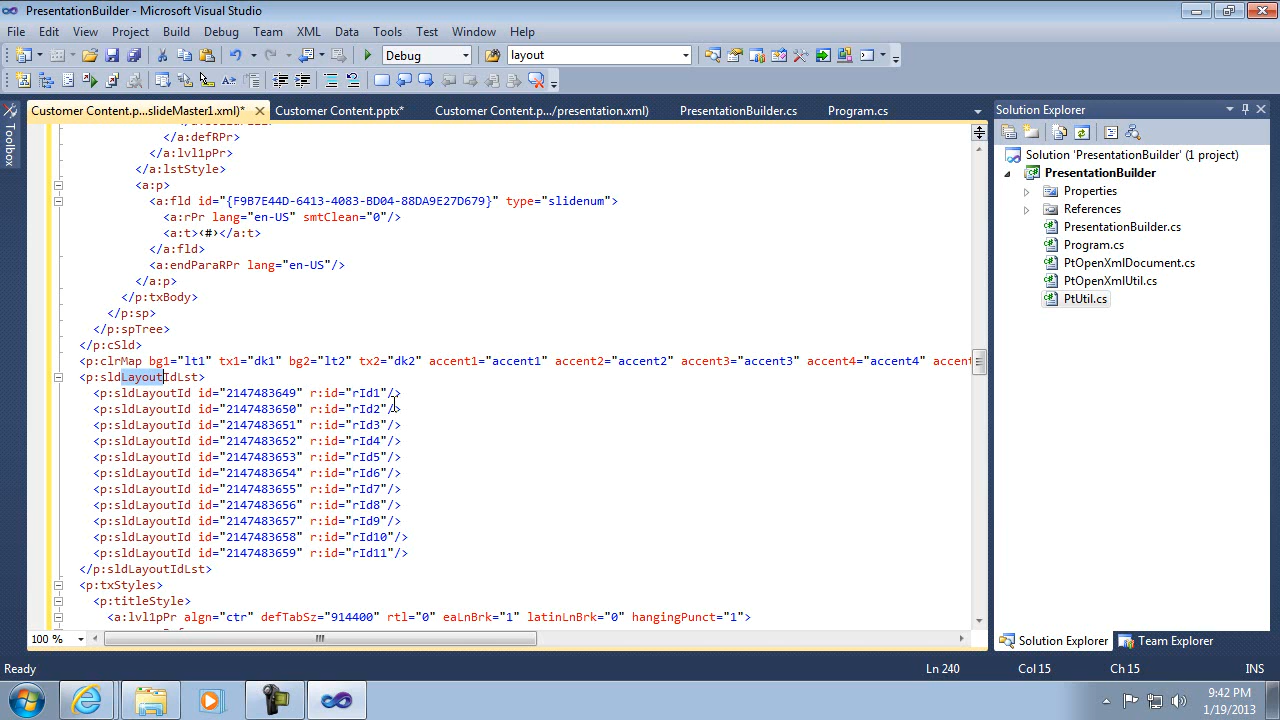 PresentationBuilder - Microsoft Visual Studio
File Edit View Project Build Debug Team XML Data Tools Test Window Help
Debug layout
Customer Content.p...slideMaster1.xml)* Customer Content.pptx* Customer Content.p.../presentation.xml) PresentationBuilder.cs Program.cs
Toolbox
</a:defRPr>
</a:lvl1pPr>
</a:lstStyle>
<a:p>
<a:fld id="{F9B7E44D-6413-4083-BD04-88DA9E27D679}" type="slidenum">
<a:rPr lang="en-US" smtClean="0"/>
<a:t>‹#›</a:t>
</a:fld>
<a:endParaRPr lang="en-US"/>
</a:p>
</p:txBody>
</p:sp>
</p:spTree>
</p:cSld>
<p:clrMap bg1="lt1" tx1="dk1" bg2="lt2" tx2="dk2" accent1="accent1" accent2="accent2" accent3="accent3" accent4="accent4" accent
<p:sldLayoutIdLst>
<p:sldLayoutId id="2147483649" r:id="rId1"/>
<p:sldLayoutId id="2147483650" r:id="rId2"/>
<p:sldLayoutId id="2147483651" r:id="rId3"/>
<p:sldLayoutId id="2147483652" r:id="rId4"/>
<p:sldLayoutId id="2147483653" r:id="rId5"/>
<p:sldLayoutId id="2147483654" r:id="rId6"/>
<p:sldLayoutId id="2147483655" r:id="rId7"/>
<p:sldLayoutId id="2147483656" r:id="rId8"/>
<p:sldLayoutId id="2147483657" r:id="rId9"/>
<p:sldLayoutId id="2147483658" r:id="rId10"/>
<p:sldLayoutId id="2147483659" r:id="rId11"/>
</p:sldLayoutIdLst>
<p:txStyles>
<p:titleStyle>
<a:lvl1pPr algn="ctr" defTabSz="914400" rtl="0" eaLnBrk="1" latinLnBrk="0" hangingPunct="1">
100 %
Solution Explorer
Solution 'PresentationBuilder' (1 project)
PresentationBuilder
Properties
References
PresentationBuilder.cs
Program.cs
PtOpenXmlDocument.cs
PtOpenXmlUtil.cs
PtUtil.cs
Solution Explorer Team Explorer
Ready Ln 240 Col 15 Ch 15 INS
9:42 PM
1/19/2013